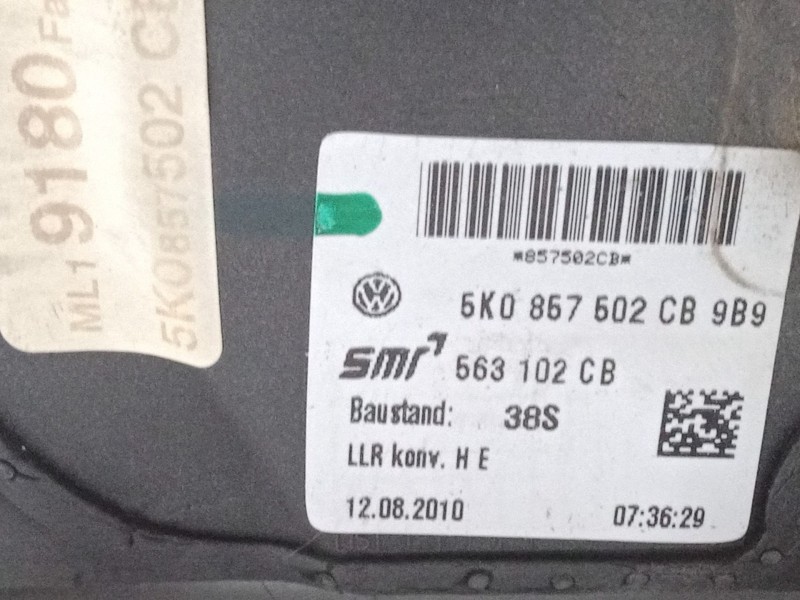 ML1 9180 Fa
5K0857502 C
*857502CB*
5K0 857 502 CB 9B9
smr 563 102 CB
Baustand: 38S
LLR konv. H E
12.08.2010 07:36:29